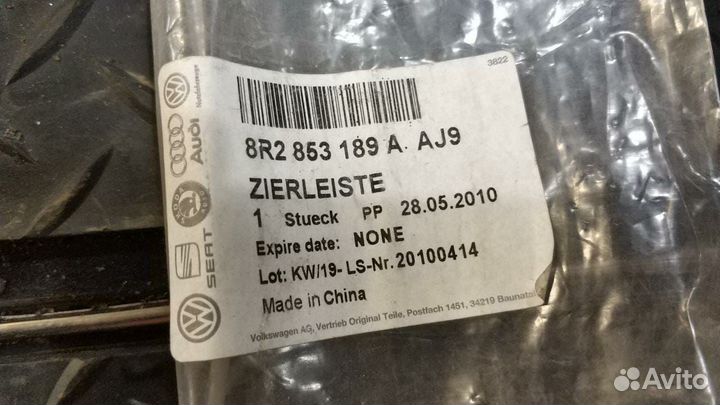 3822
8R2 853 189 A. AJ9
ZIERLEISTE
1 Stueck PP 28.05.2010
Expire date: NONE
Lot: KW/19- LS-Nr. 20100414
Made in China
Volkswagen AG, Vertrieb Original Teile, Postfach 1451, 34219
Nutzfahrzeuge
Audi
SEAT
Avito